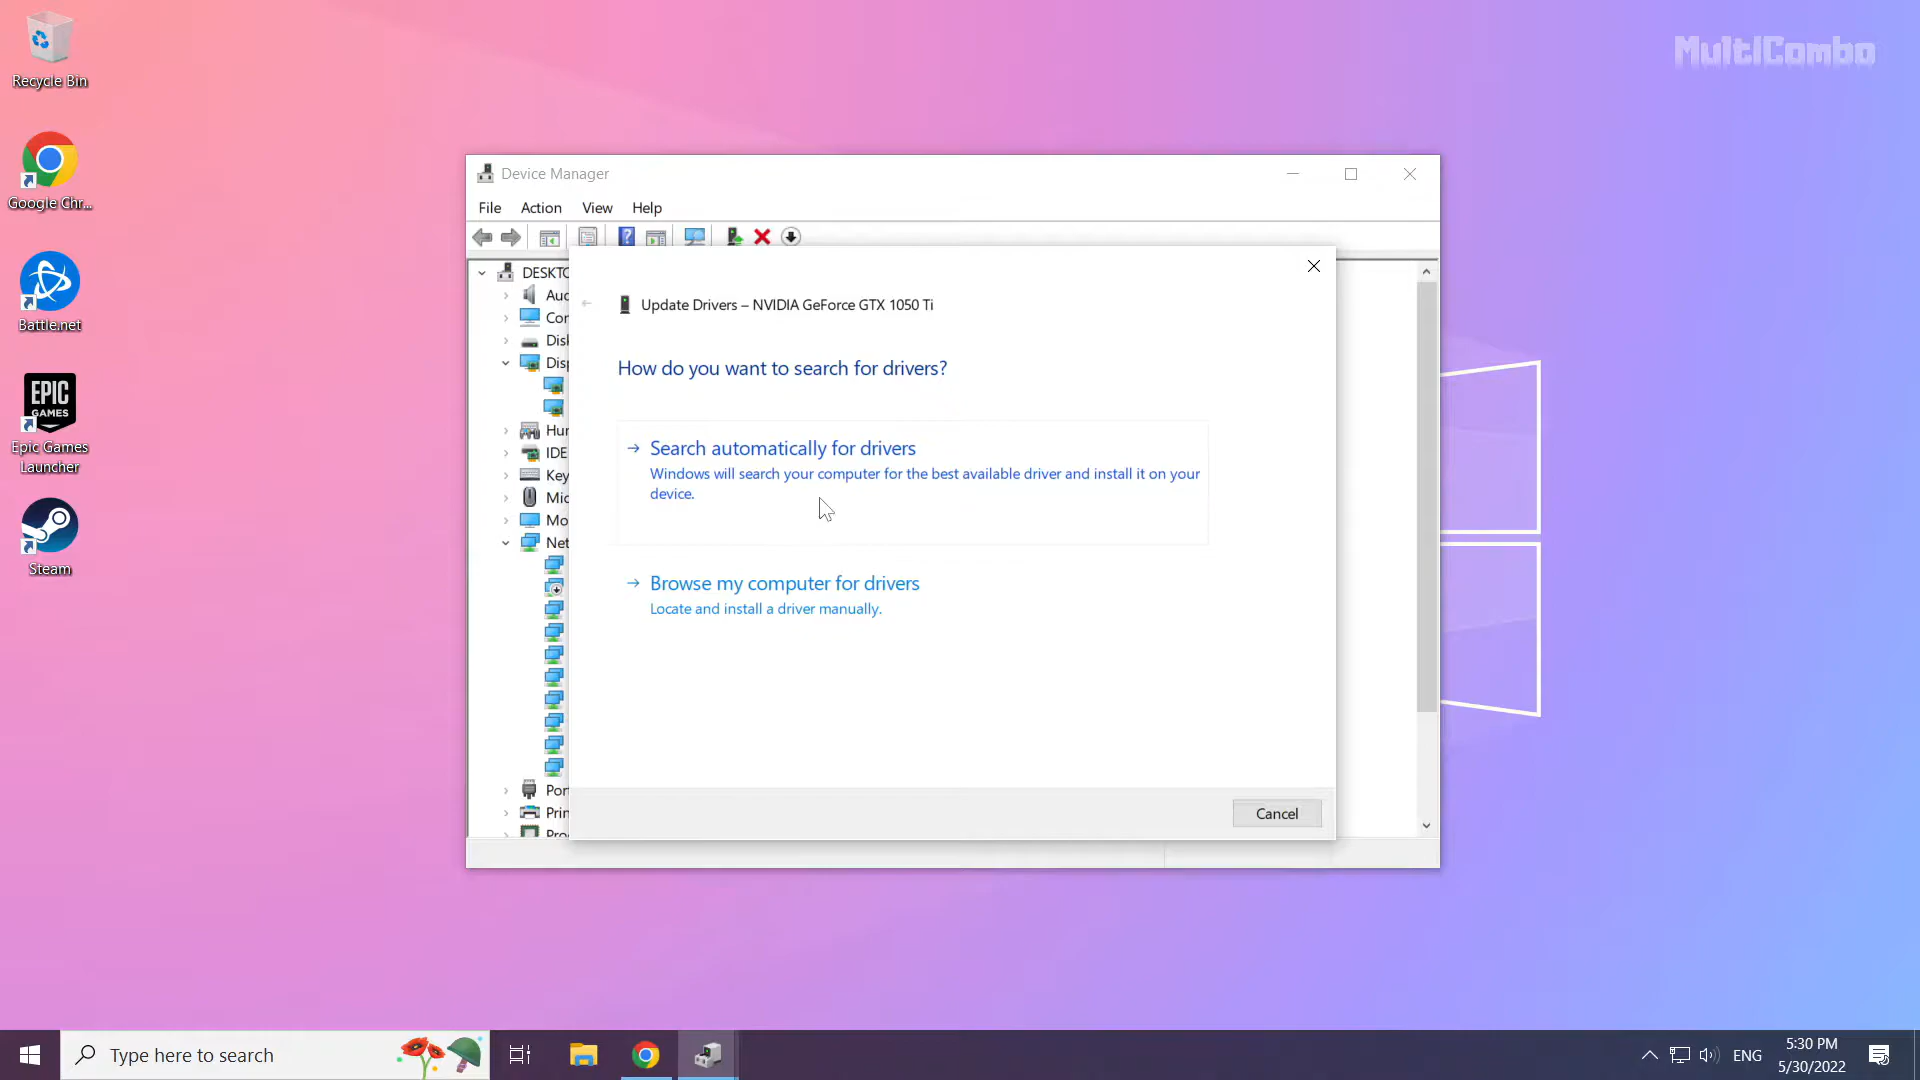 MultiCombo
Recycle Bin
Google Chr...
Battle.net
EPIC
GAMES
Epic Games
Launcher
Steam
Device Manager
File Action View Help
DESKTO
Aud
Con
Disk
Disp
Hur
IDE
Key
Mic
Mo
Net
Por
Prin
Pro
Update Drivers – NVIDIA GeForce GTX 1050 Ti
How do you want to search for drivers?
Search automatically for drivers
Windows will search your computer for the best available driver and install it on your
device.
Browse my computer for drivers
Locate and install a driver manually.
Cancel
Type here to search
ENG
5:30 PM
5/30/2022